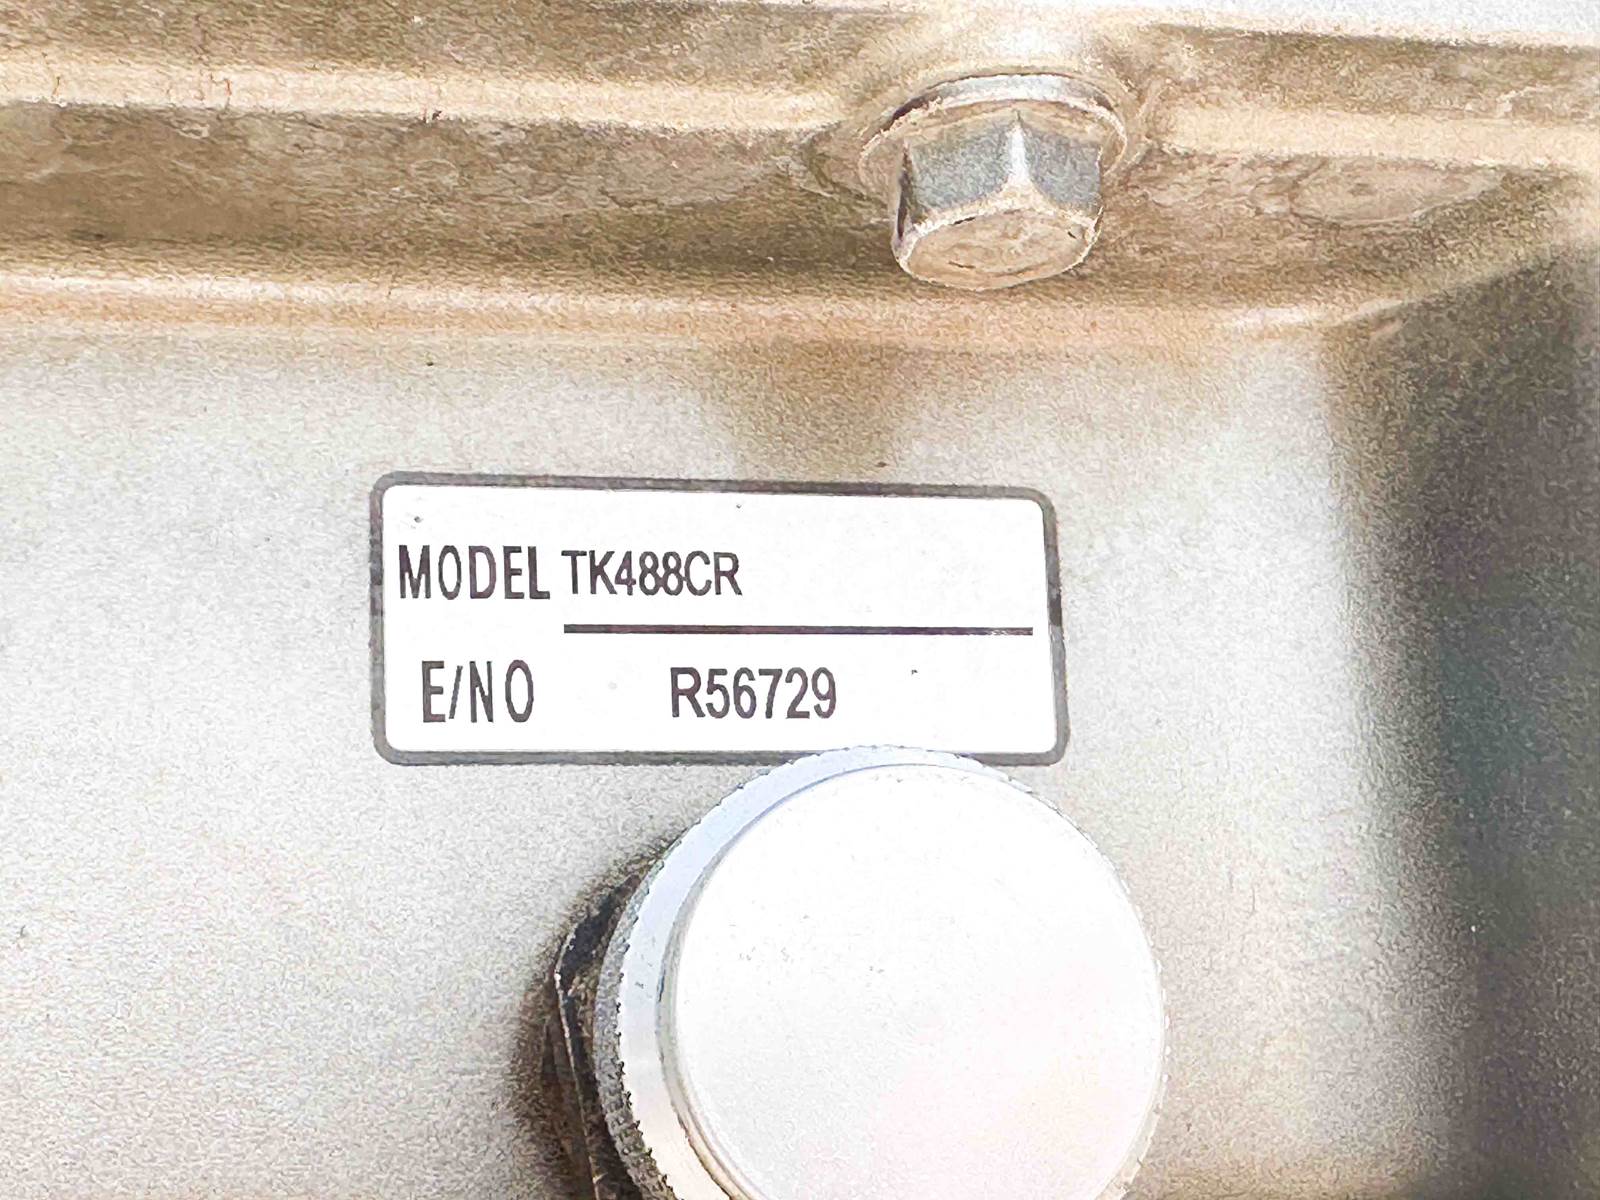 MODEL TK488CR
E/NO R56729